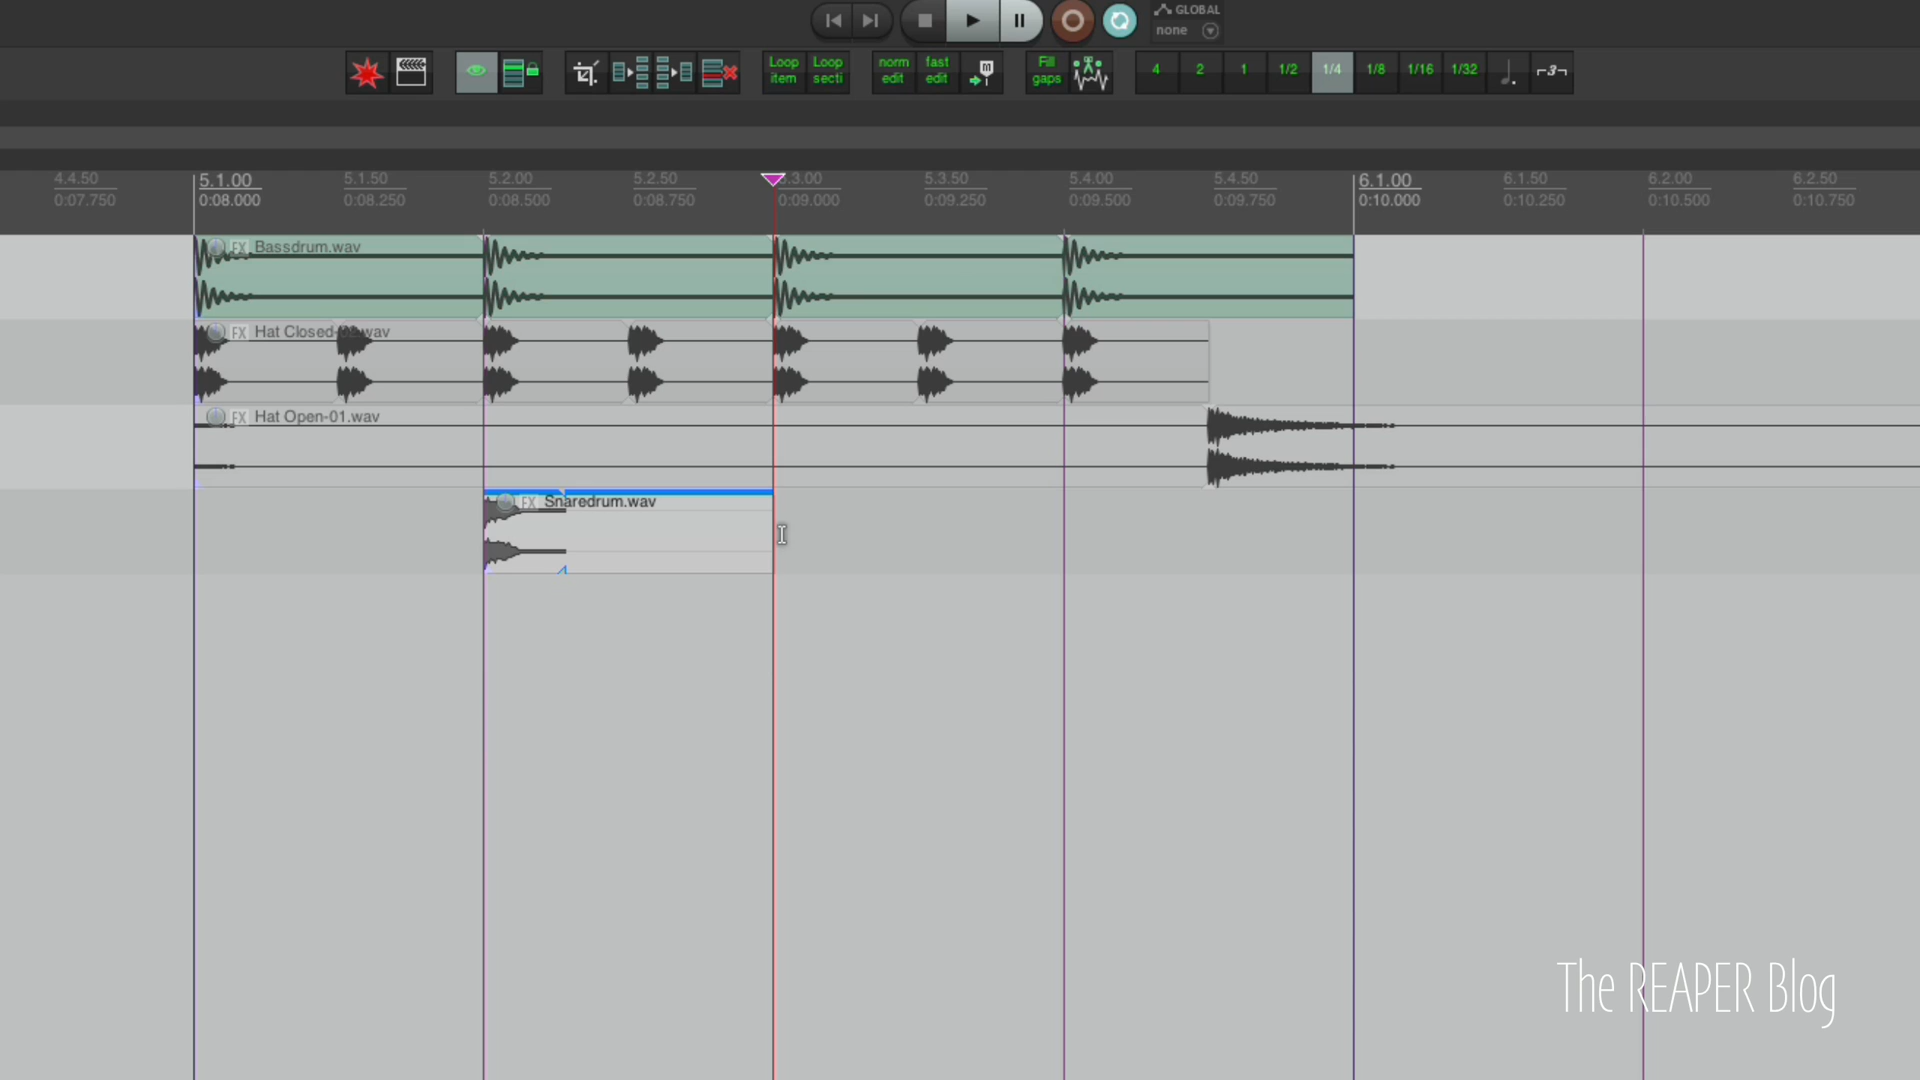 GLOBAL
none
Loop item
Loop secti
norm edit
fast edit
M
Fill gaps
4
2
1
1/2
1/4
1/8
1/16
1/32
3
4.4.50
0:07.750
5.1.00
0:08.000
5.1.50
0:08.250
5.2.00
0:08.500
5.2.50
0:08.750
.3.00
0:09.000
5.3.50
0:09.250
5.4.00
0:09.500
5.4.50
0:09.750
6.1.00
0:10.000
6.1.50
0:10.250
6.2.00
0:10.500
6.2.50
0:10.750
FX Bassdrum.wav
FX Hat Closed-02.wav
FX Hat Open-01.wav
FX Snaredrum.wav
The REAPER Blog